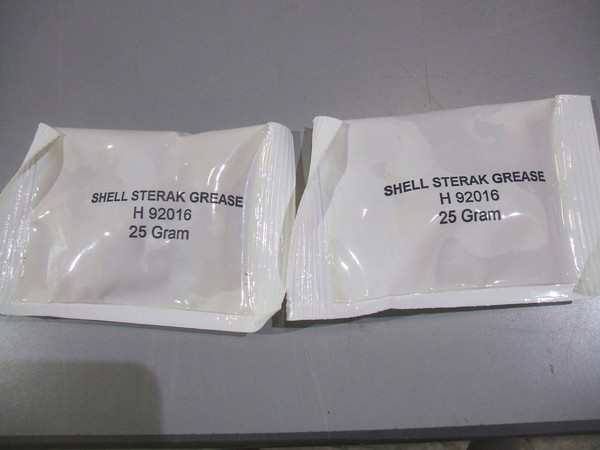 SHELL STERAK GREASE
H 92016
25 Gram
SHELL STERAK GREASE
H 92016
25 Gram